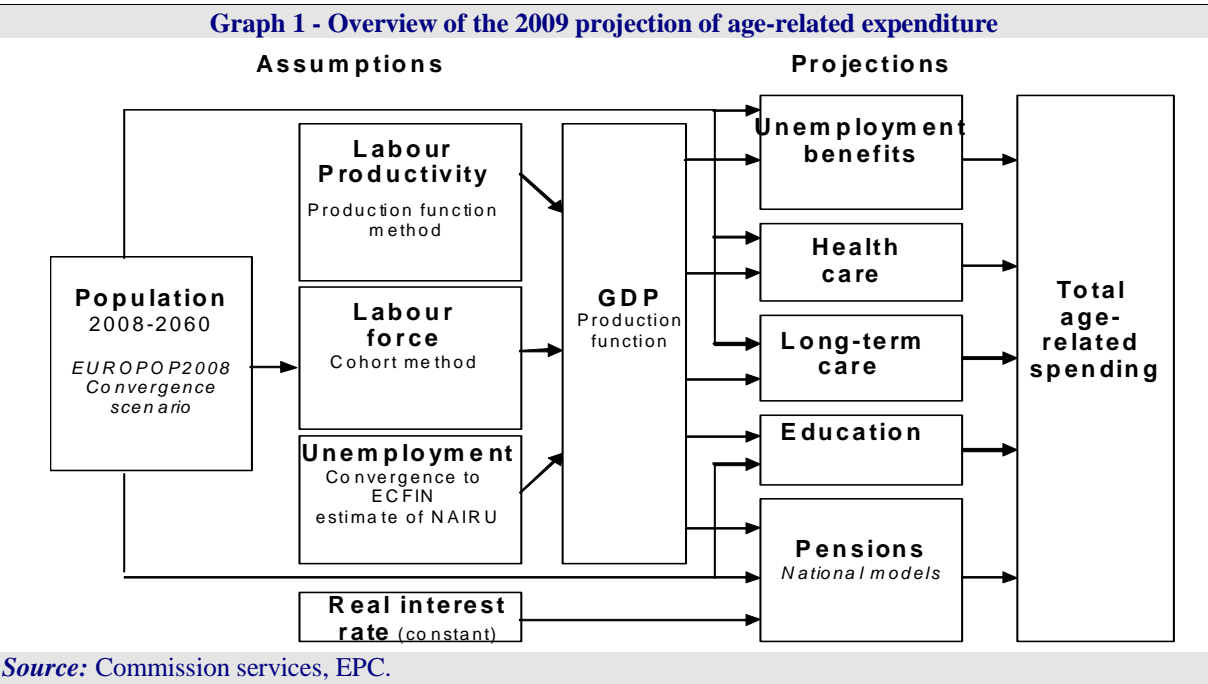 Graph 1 - Overview of the 2009 projection of age-related expenditure
Assumptions
Projections
Population
2008-2060
EUROPOP2008
Convergence
scenario
Labour
Productivity
Production function
method
Labour
force
Cohort method
Unemployment
Convergence to
ECFIN
estimate of NAIRU
Real interest
rate (constant)
GDP
Production
function
Unemployment
benefits
Health
care
Long-term
care
Education
Pensions
National models
Total
age-
related
spending
Source: Commission services, EPC.